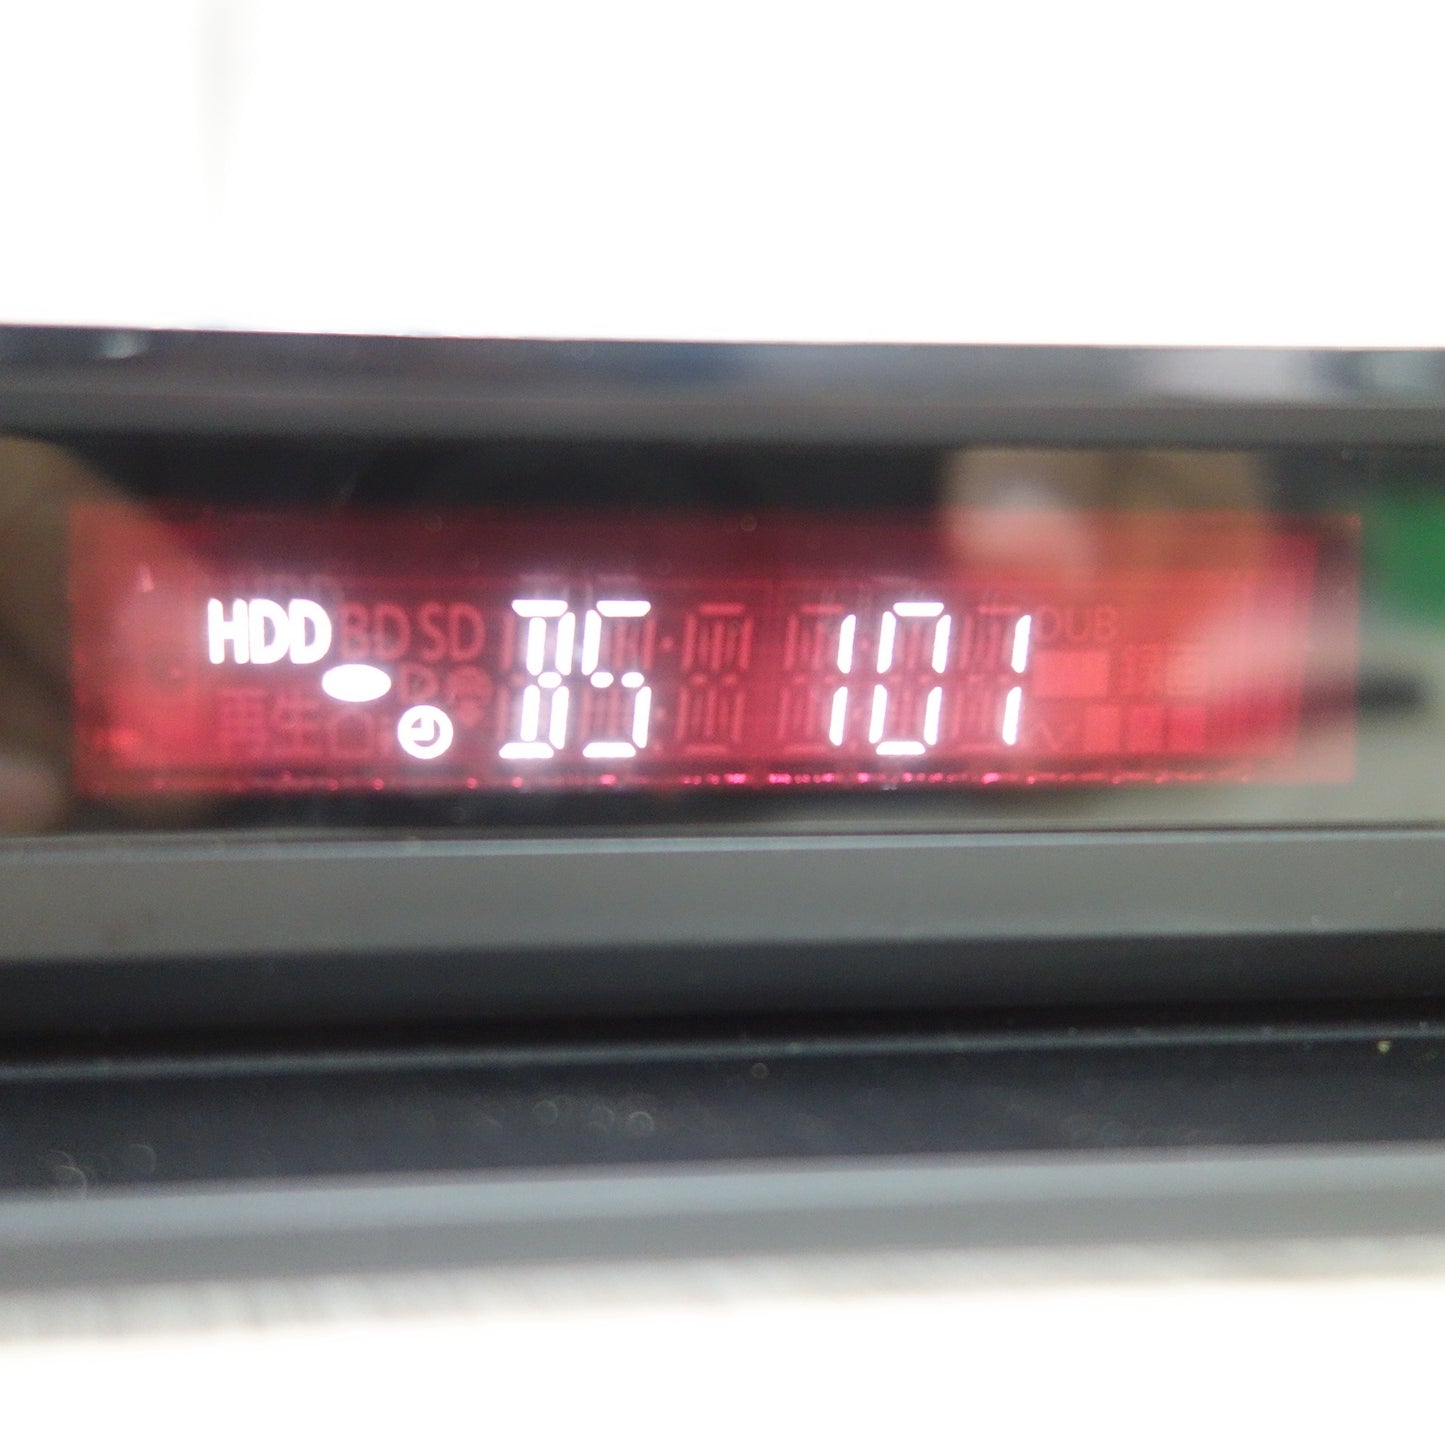 HDD BD SD BS 101 DUB
再生